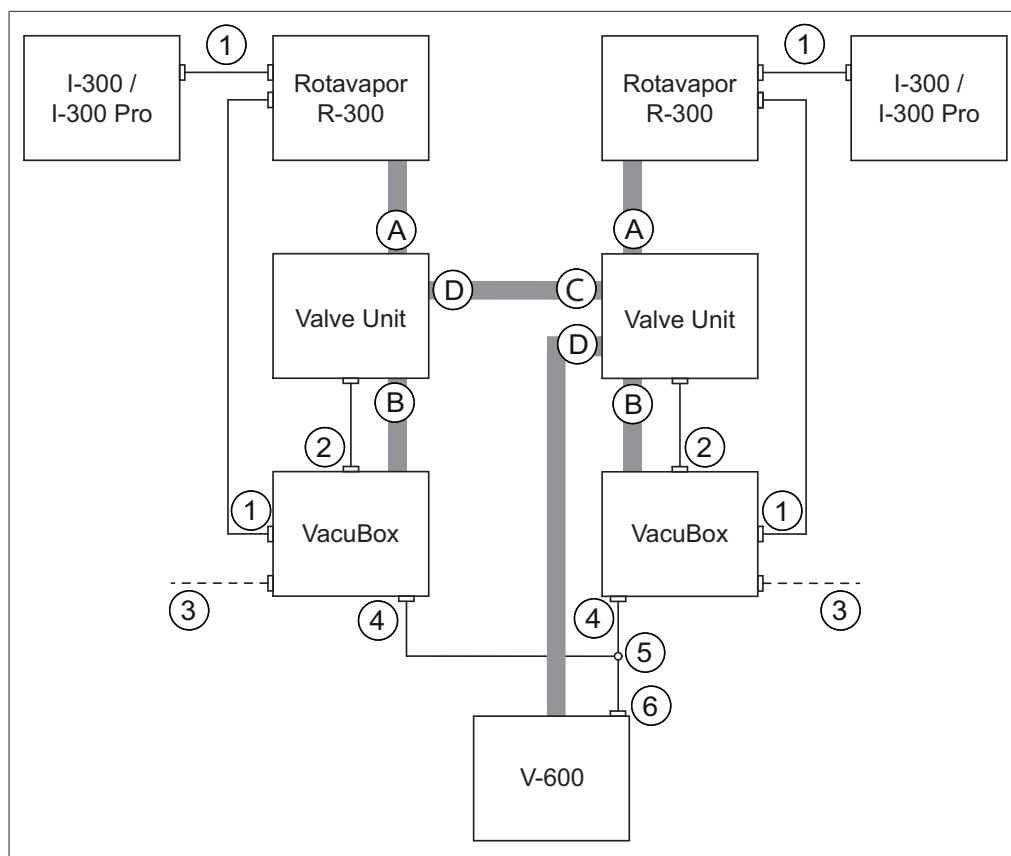 1
1
I-300 /
I-300 Pro
Rotavapor
R-300
Rotavapor
R-300
I-300 /
I-300 Pro
A
A
D
C
Valve Unit
Valve Unit
D
B
B
2
2
1
1
VacuBox
VacuBox
3
4
4
3
5
6
V-600